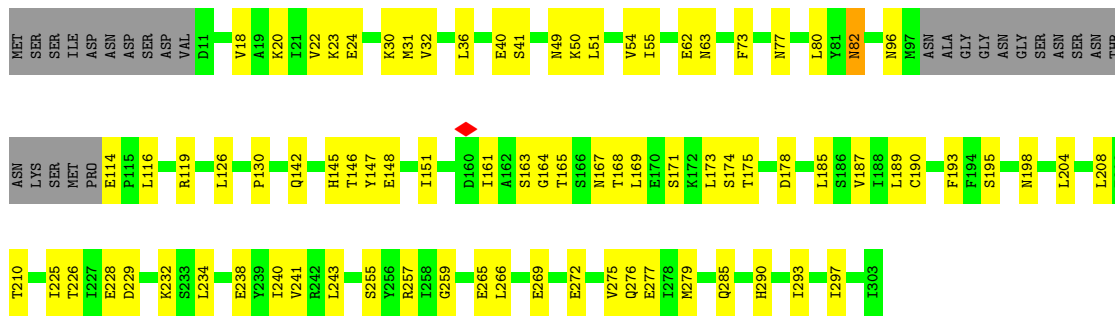 MET SER SER ILE ASP ASN ASP SER ASP VAL D11 V18 A19 K20 I21 V22 K23 E24 K30 M31 V32 L36 E40 S41 N49 K50 L51 V54 I55 E62 N63 F73 N77 L80 Y81 N82 N96 M97 ASN ALA GLY GLY ASN GLY SER ASN SER ASN THR
ASN LYS SER MET PRO E114 P115 L116 R119 L126 P130 Q142 H145 T146 Y147 E148 I151 D160 I161 A162 S163 G164 T165 S166 N167 T168 L169 E170 S171 K172 L173 S174 T175 D178 L185 S186 V187 I188 L189 C190 F193 F194 S195 N198 L204 L208
T210 I225 T226 I227 E228 D229 K232 S233 L234 E238 Y239 I240 V241 R242 L243 S255 Y256 R257 I258 G259 E265 L266 E269 E272 V275 Q276 E277 I278 M279 Q285 H290 I293 I297 I303